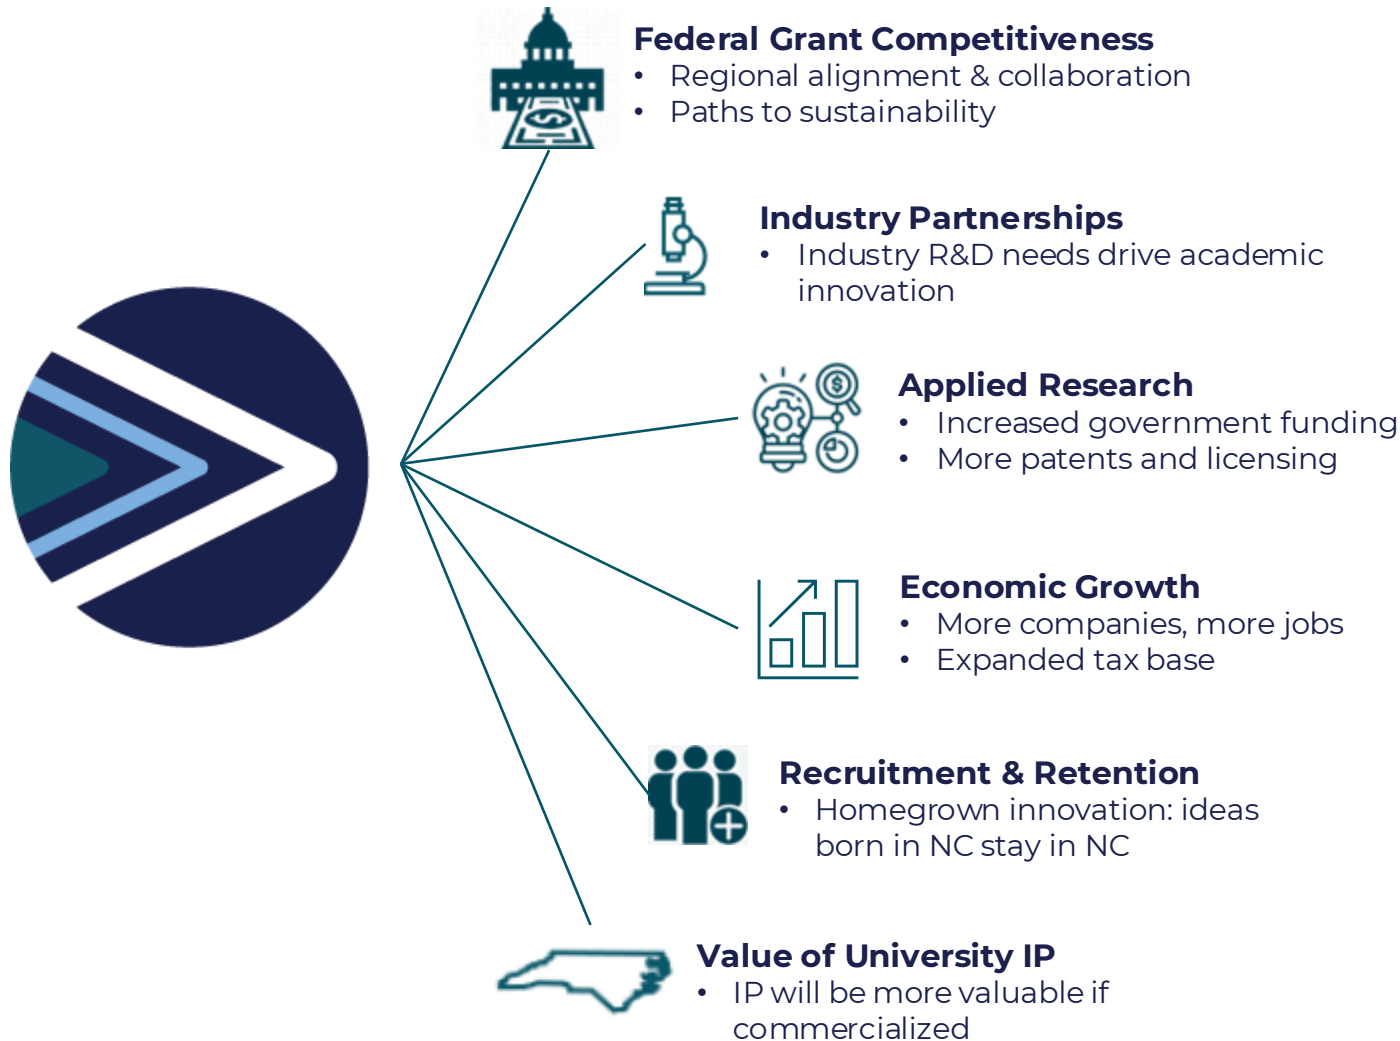 Federal Grant Competitiveness
• Regional alignment & collaboration
• Paths to sustainability
Industry Partnerships
• Industry R&D needs drive academic
innovation
Applied Research
• Increased government funding
• More patents and licensing
Economic Growth
• More companies, more jobs
• Expanded tax base
Recruitment & Retention
• Homegrown innovation: ideas
born in NC stay in NC
Value of University IP
• IP will be more valuable if
commercialized